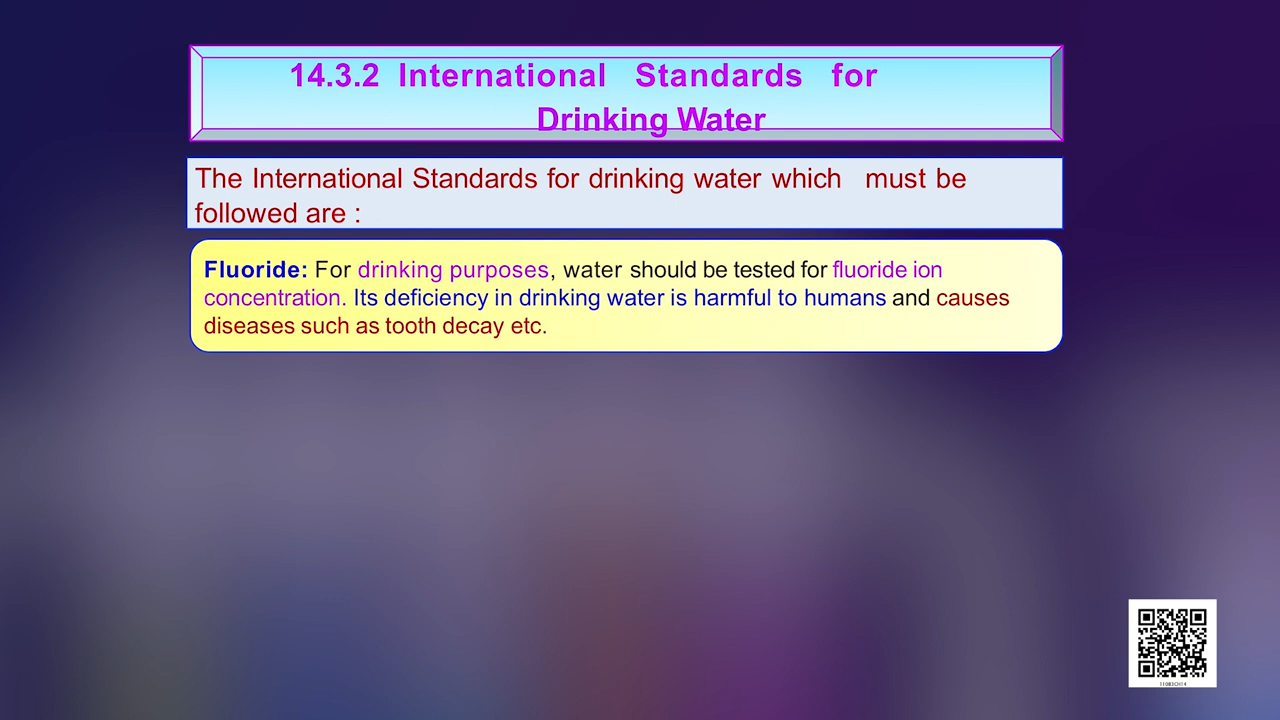 14.3.2 International Standards for
Drinking Water
The International Standards for drinking water which must be
followed are :
Fluoride: For drinking purposes, water should be tested for fluoride ion
concentration. Its deficiency in drinking water is harmful to humans and causes
diseases such as tooth decay etc.